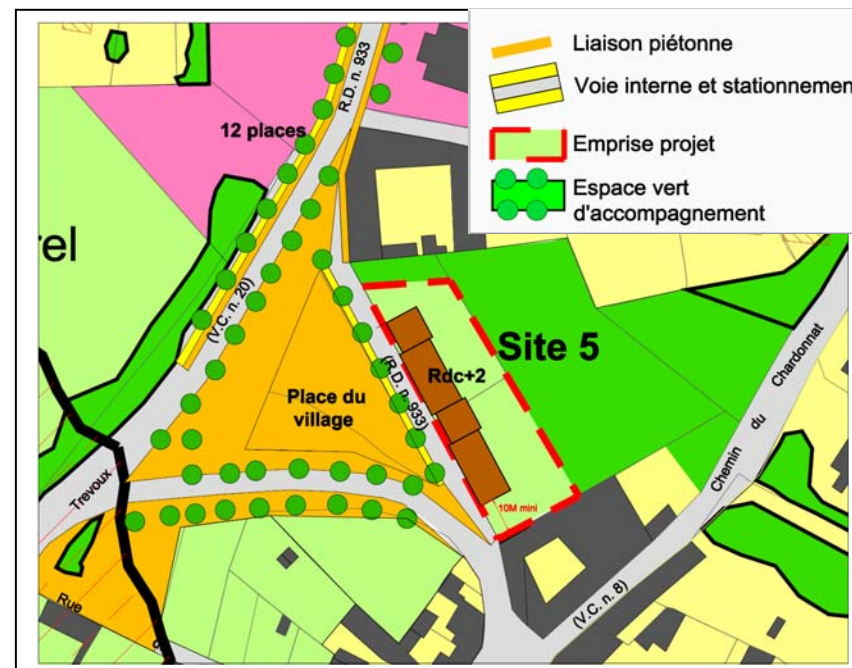 Liaison piétonne
Voie interne et stationnemen
Emprise projet
Espace vert
d'accompagnement
R.D. n. 933
12 places
rel
(V.C. n. 20)
Site 5
Rdc+2
(R.D. n. 933)
Place du
village
Chemin du Chardonnat
Trevoux
10M mini
(V.C. n. 8)
Rue